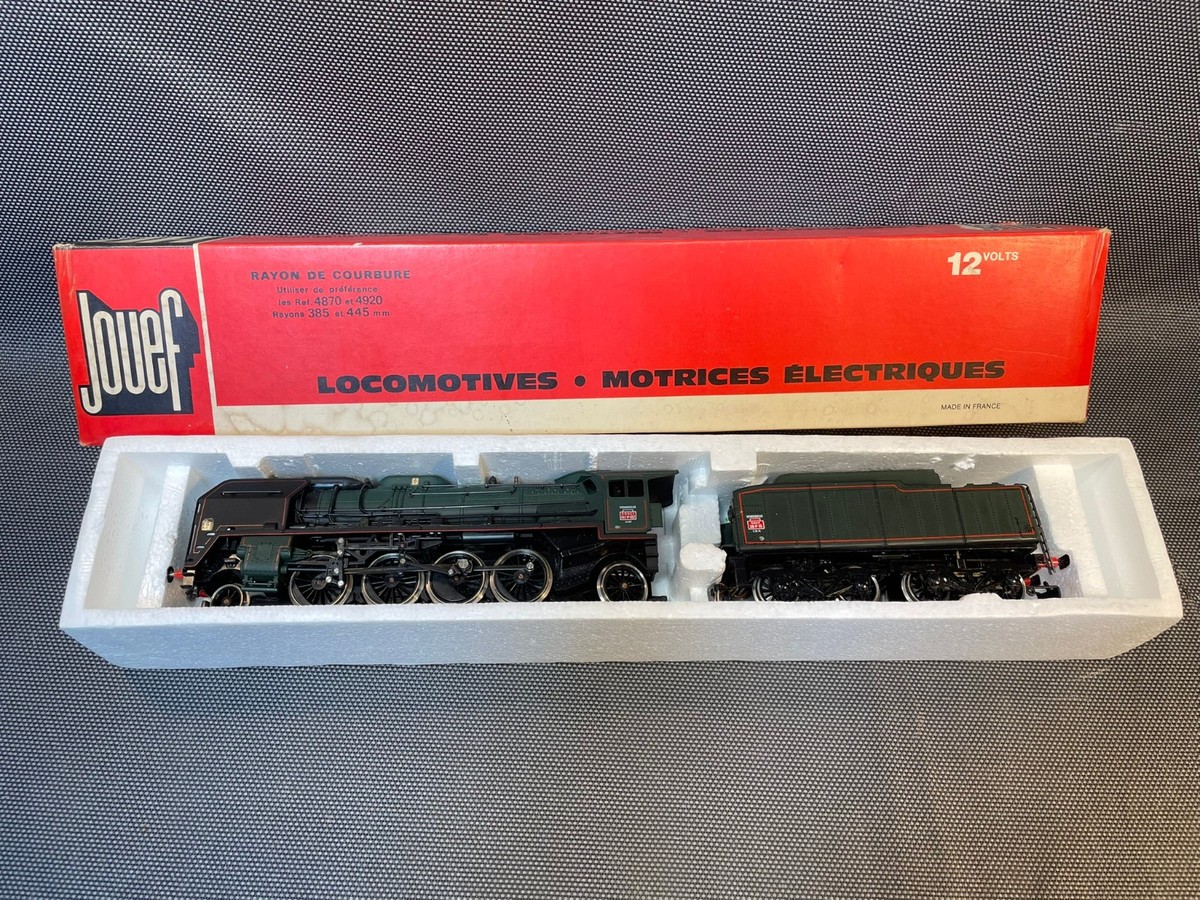 Jouef
RAYON DE COURBURE
Utiliser de préférence
les Ref. 4870 et 4920
Rayons 385 et 445 mm
12 VOLTS
LOCOMOTIVES • MOTRICES ÉLECTRIQUES
MADE IN FRANCE